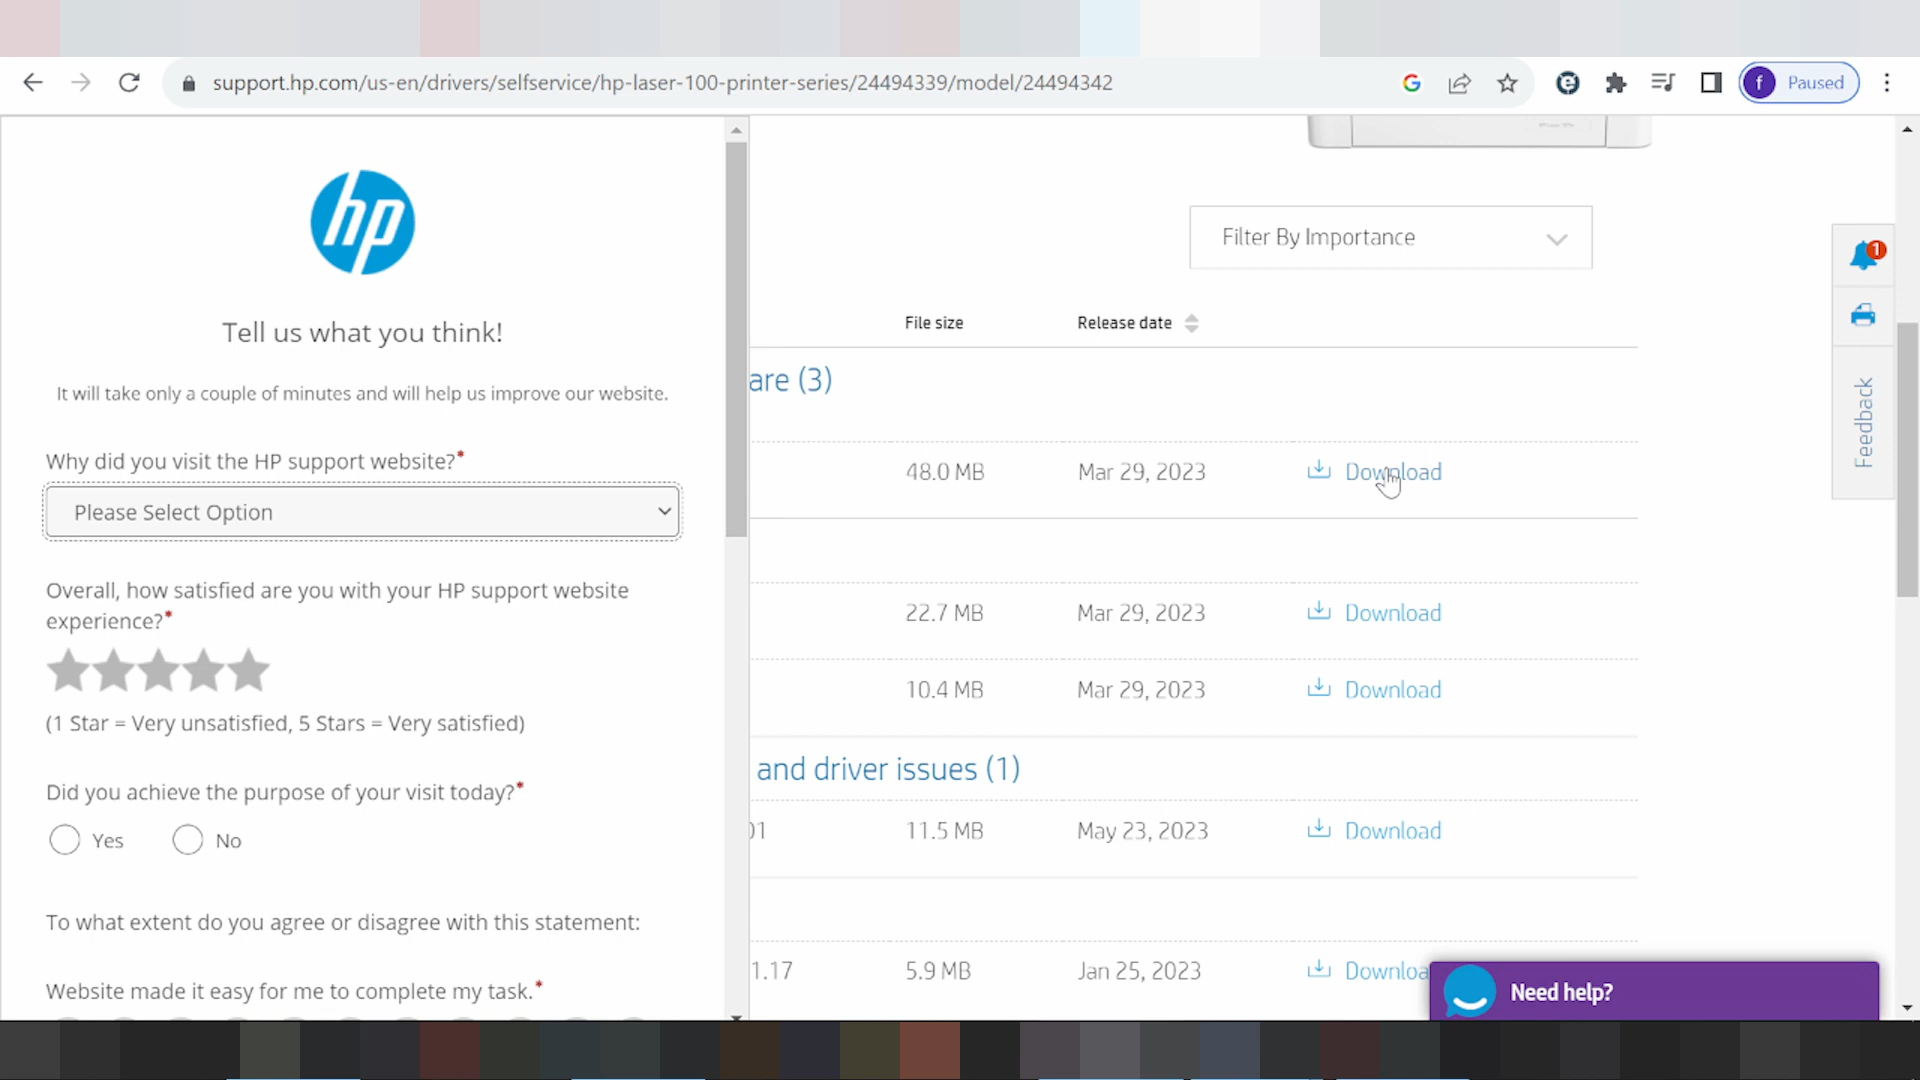 support.hp.com/us-en/drivers/selfservice/hp-laser-100-printer-series/24494339/model/24494342
f Paused
hp
Tell us what you think!
It will take only a couple of minutes and will help us improve our website.
Why did you visit the HP support website?*
Please Select Option
Overall, how satisfied are you with your HP support website
experience?*
(1 Star = Very unsatisfied, 5 Stars = Very satisfied)
Did you achieve the purpose of your visit today?*
Yes No
To what extent do you agree or disagree with this statement:
Website made it easy for me to complete my task.*
Filter By Importance
File size Release date
are (3)
48.0 MB Mar 29, 2023 Download
22.7 MB Mar 29, 2023 Download
10.4 MB Mar 29, 2023 Download
and driver issues (1)
01 11.5 MB May 23, 2023 Download
1.17 5.9 MB Jan 25, 2023 Downloa
1
Feedback
Need help?